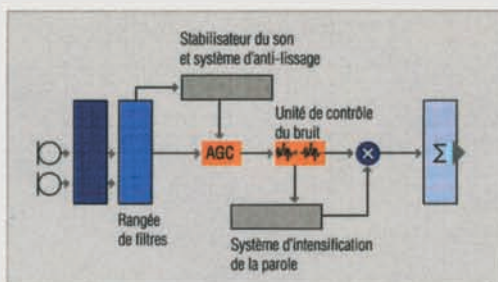 Stabilisateur du son
et système d'anti-lissage
Unité de contrôle
du bruit
AGC
Σ
Rangée
de filtres
Système d'intensification
de la parole